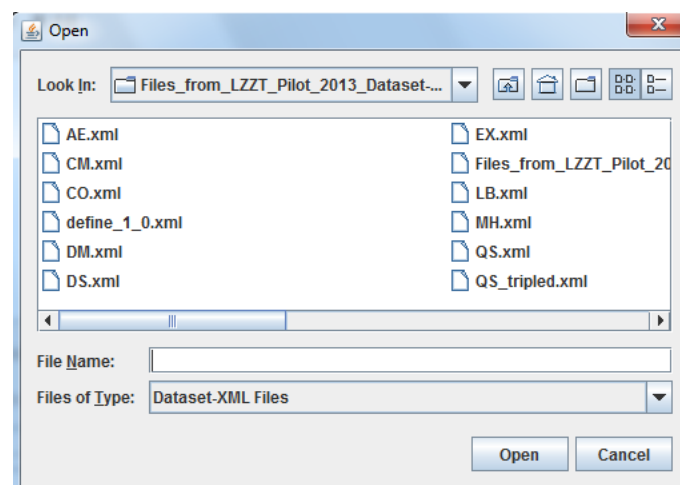 Open
Look In: Files_from_LZZT_Pilot_2013_Dataset-...
AE.xml
CM.xml
CO.xml
define_1_0.xml
DM.xml
DS.xml
EX.xml
Files_from_LZZT_Pilot_20
LB.xml
MH.xml
QS.xml
QS_tripled.xml
File Name:
Files of Type: Dataset-XML Files
Open Cancel